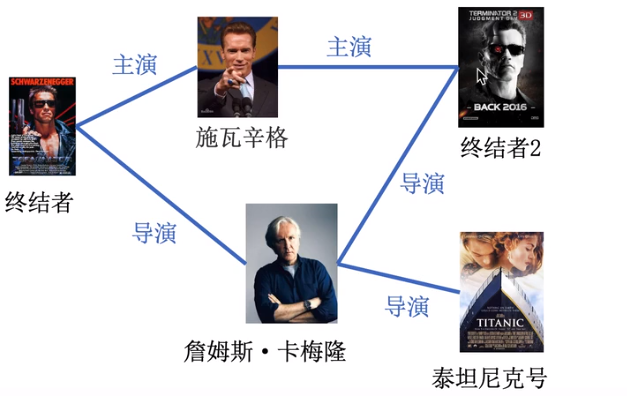 主演
主演
TERMINATOR 2
JUDGMENT DAY 3D
SCHWARZENEGGER
BACK 2016
施瓦辛格
终结者2
终结者
导演
导演
TITANIC
导演
詹姆斯·卡梅隆
泰坦尼克号